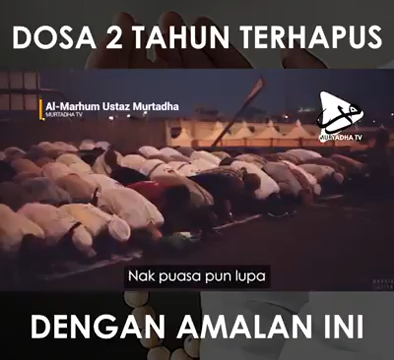 DOSA 2 TAHUN TERHAPUS
Al-Marhum Ustaz Murtadha
MURTADHA TV
MURTADHA TV
Nak puasa pun lupa
DENGAN AMALAN INI